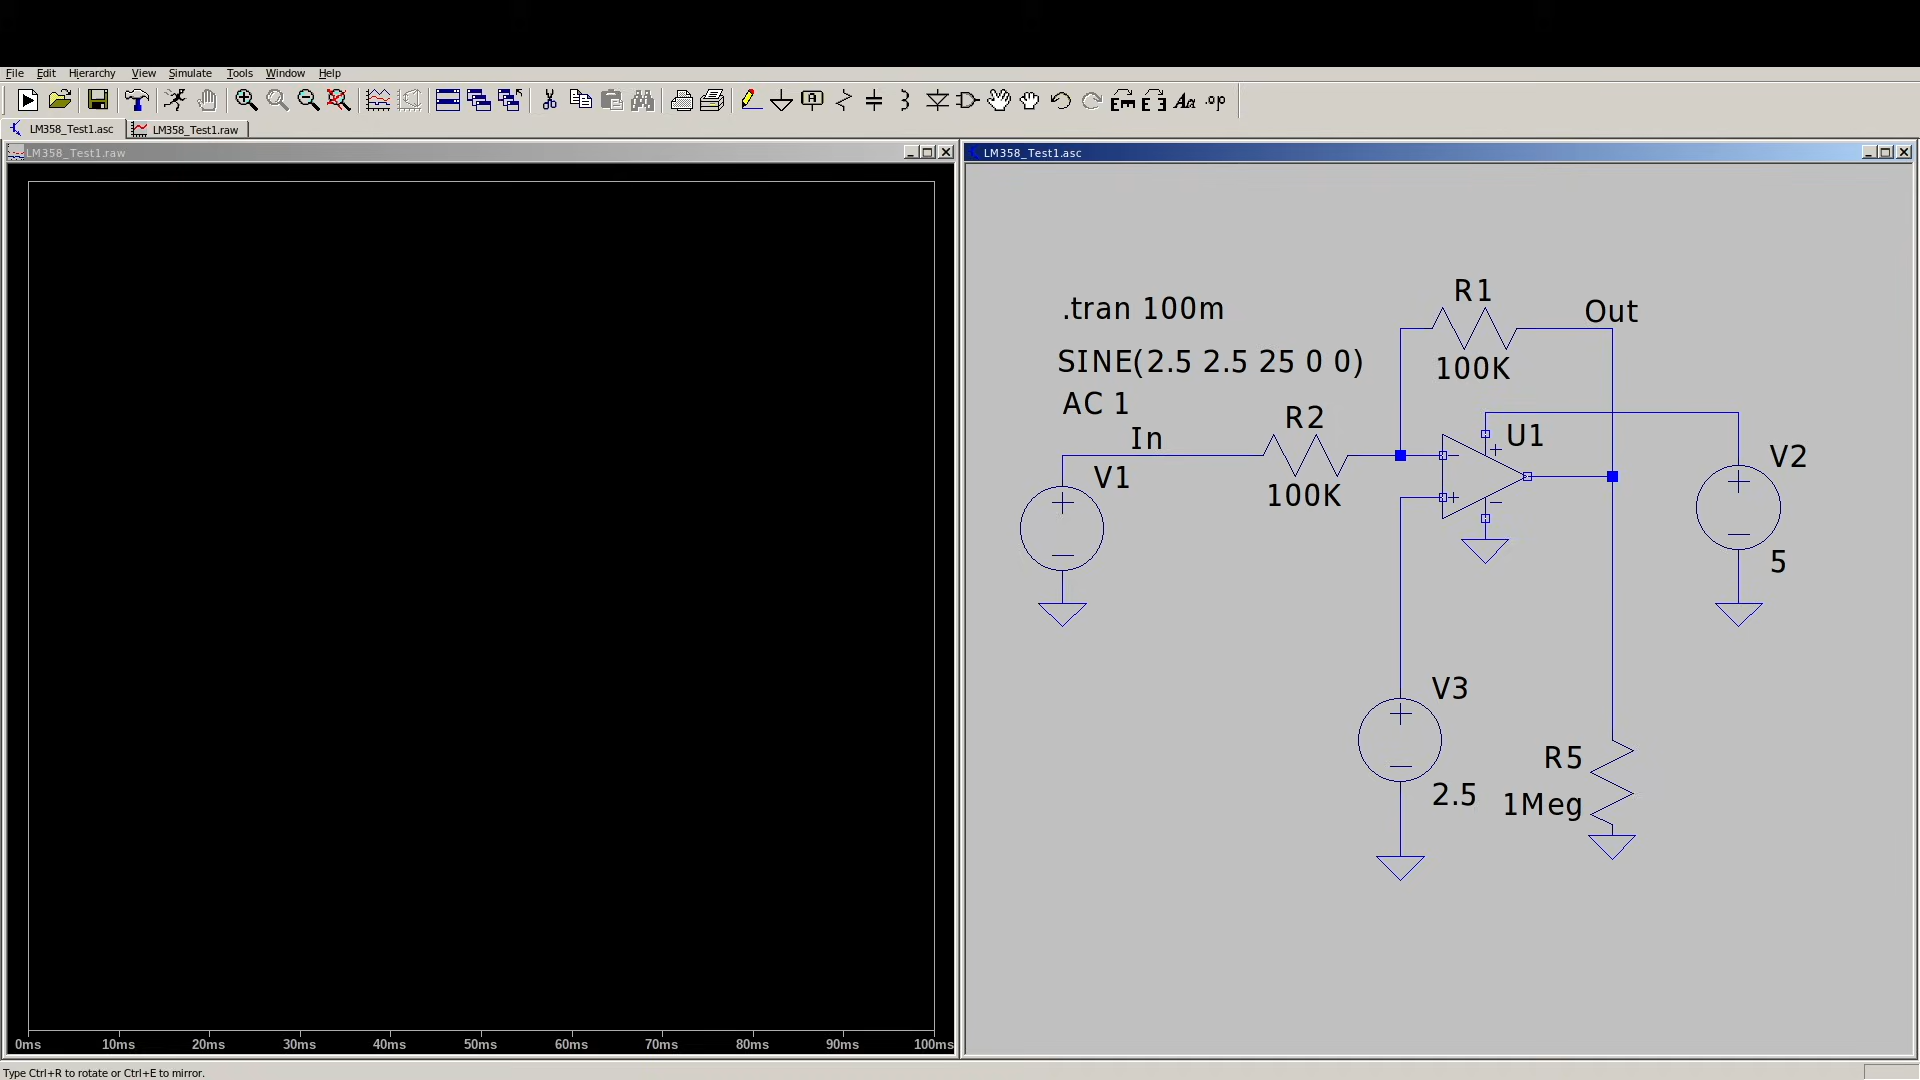 File Edit Hierarchy View Simulate Tools Window Help
.op
LM358_Test1.asc LM358_Test1.raw
LM358_Test1.raw
0ms 10ms 20ms 30ms 40ms 50ms 60ms 70ms 80ms 90ms 100ms
LM358_Test1.asc
.tran 100m
SINE(2.5 2.5 25 0 0)
AC 1
In
V1
R2
100K
R1
100K
Out
U1
V2
5
V3
2.5
R5
1Meg
Type Ctrl+R to rotate or Ctrl+E to mirror.